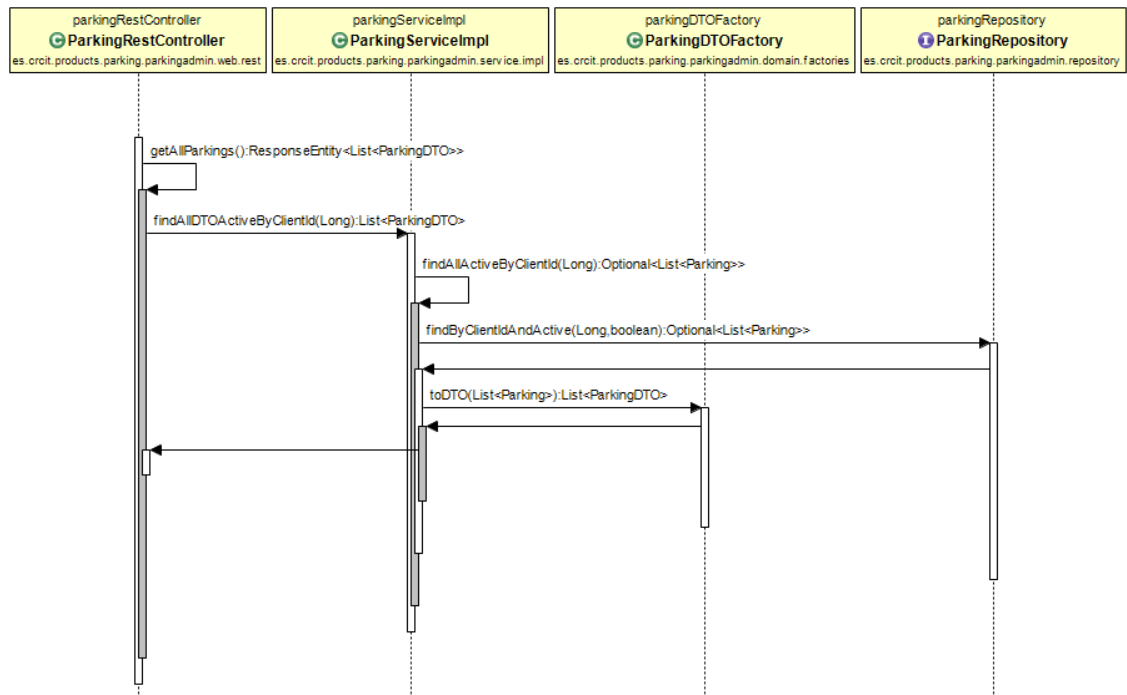 parkingRestController
C ParkingRestController
es.crcit.products.parking.parkingadmin.web.rest
parkingServiceImpl
C ParkingServiceImpl
es.crcit.products.parking.parkingadmin.service.impl
parkingDTOFactory
C ParkingDTOFactory
es.crcit.products.parking.parkingadmin.domain.factories
parkingRepository
I ParkingRepository
es.crcit.products.parking.parkingadmin.repository
getAllParkings():ResponseEntity<List<ParkingDTO>>
findAllDTOActiveByClientId(Long):List<ParkingDTO>
findAllActiveByClientId(Long):Optional<List<Parking>>
findByClientIdAndActive(Long,boolean):Optional<List<Parking>>
toDTO(List<Parking>):List<ParkingDTO>